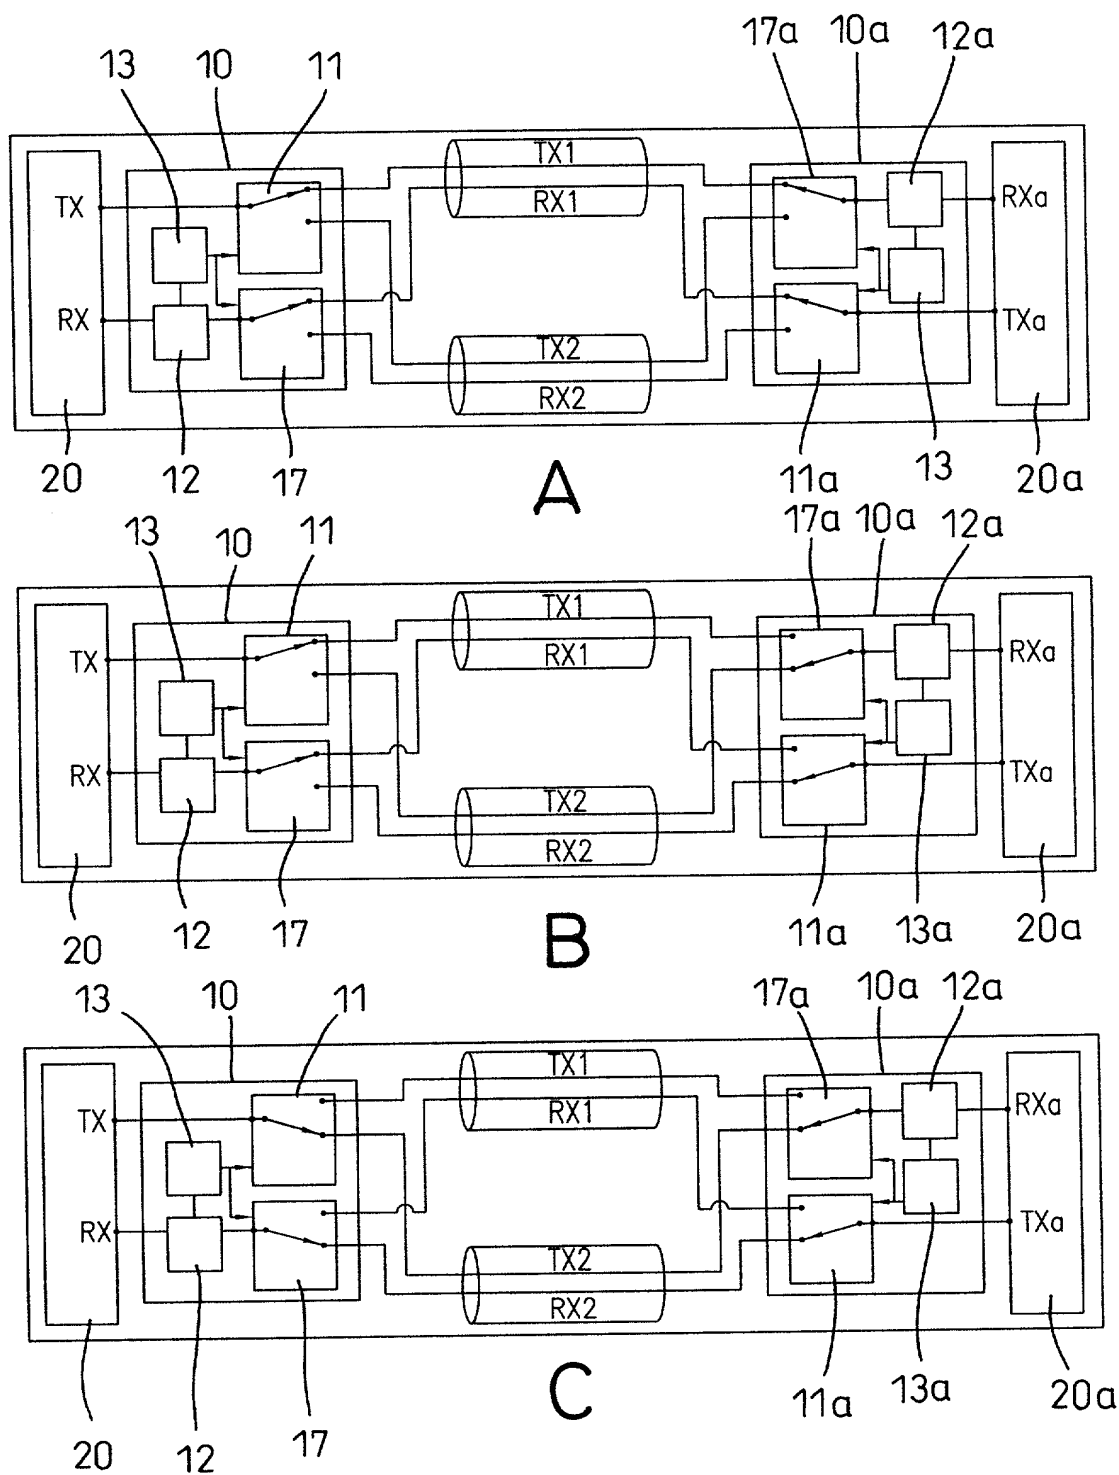 17a 10a 12a
13 10 11
TX1
TX RX1 RXa
RX TX2 TXa
RX2
20 12 17 11a 13 20a
A
17a 10a 12a
13 10 11
TX1
TX RX1 RXa
RX TX2 TXa
RX2
20 12 17 11a 13a 20a
B
13 10 11 17a 10a 12a
TX1
TX RX1 RXa
RX TX2 TXa
RX2
20 12 17 11a 13a 20a
C